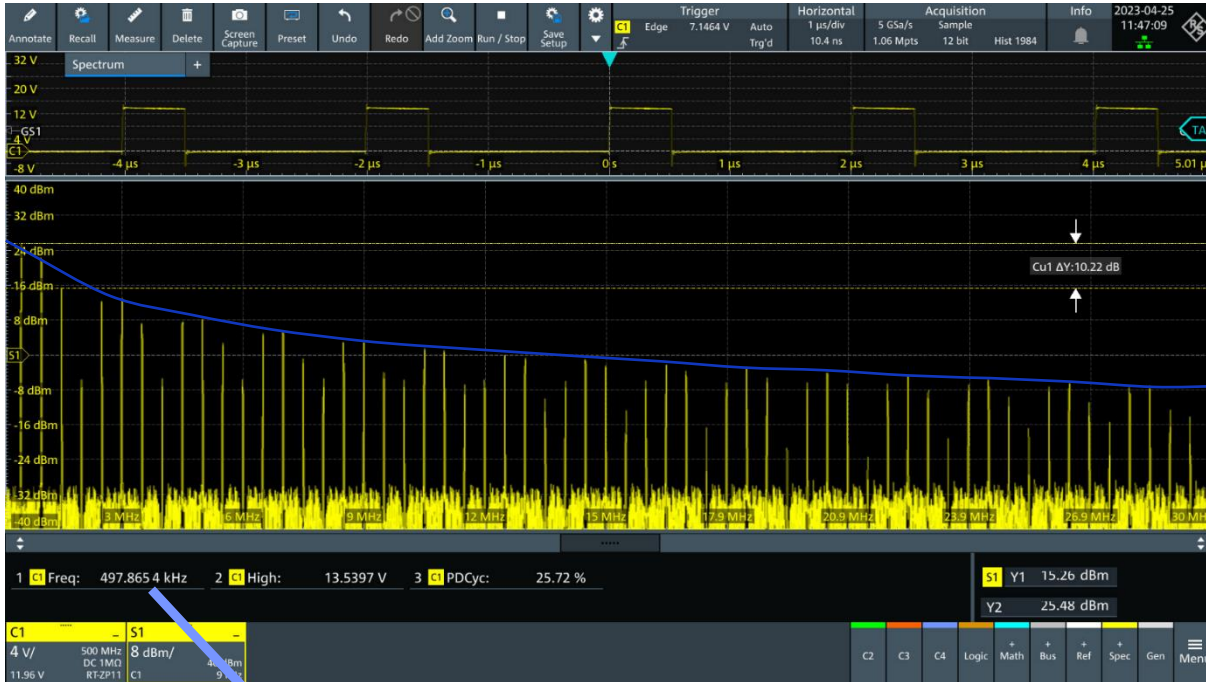 Trigger Horizontal Acquisition Info 2023-04-25
C1 Edge 7.1464 V Auto 1 µs/div 5 GSa/s Sample 11:47:09
Annotate Recall Measure Delete Screen Capture Preset Undo Redo Add Zoom Run / Stop Save Setup Trig'd 10.4 ns 1.06 Mpts 12 bit Hist 1984
32 V Spectrum +
20 V
12 V
GS1
4 V
C1 TA
-8 V -4 µs -3 µs -2 µs -1 µs 0 s 1 µs 2 µs 3 µs 4 µs 5.01 µ
40 dBm
32 dBm
24 dBm
Cu1 ΔY:10.22 dB
16 dBm
8 dBm
S1
-8 dBm
-16 dBm
-24 dBm
-32 dBm
-40 dBm 3 MHz 6 MHz 9 MHz 12 MHz 15 MHz 17.9 MHz 20.9 MHz 23.9 MHz 26.9 MHz 30 MH
1 C1 Freq: 497.865 4 kHz 2 C1 High: 13.5397 V 3 C1 PDCyc: 25.72 % S1 Y1 15.26 dBm
Y2 25.48 dBm
C1 S1
4 V/ 500 MHz 8 dBm/
DC 1MΩ
11.96 V RT-ZP11 C1
C2 C3 C4 Logic + Math + Bus + Ref + Spec Gen Menu